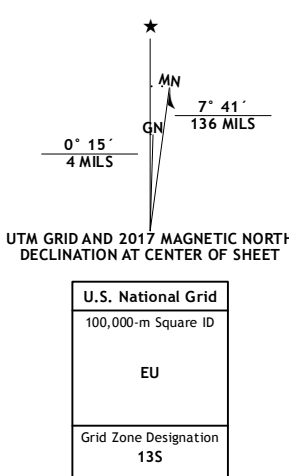 ★
MN
GN
7° 41´
136 MILS
0° 15´
4 MILS
UTM GRID AND 2017 MAGNETIC NORTH
DECLINATION AT CENTER OF SHEET
U.S. National Grid
100,000-m Square ID
EU
Grid Zone Designation
13S